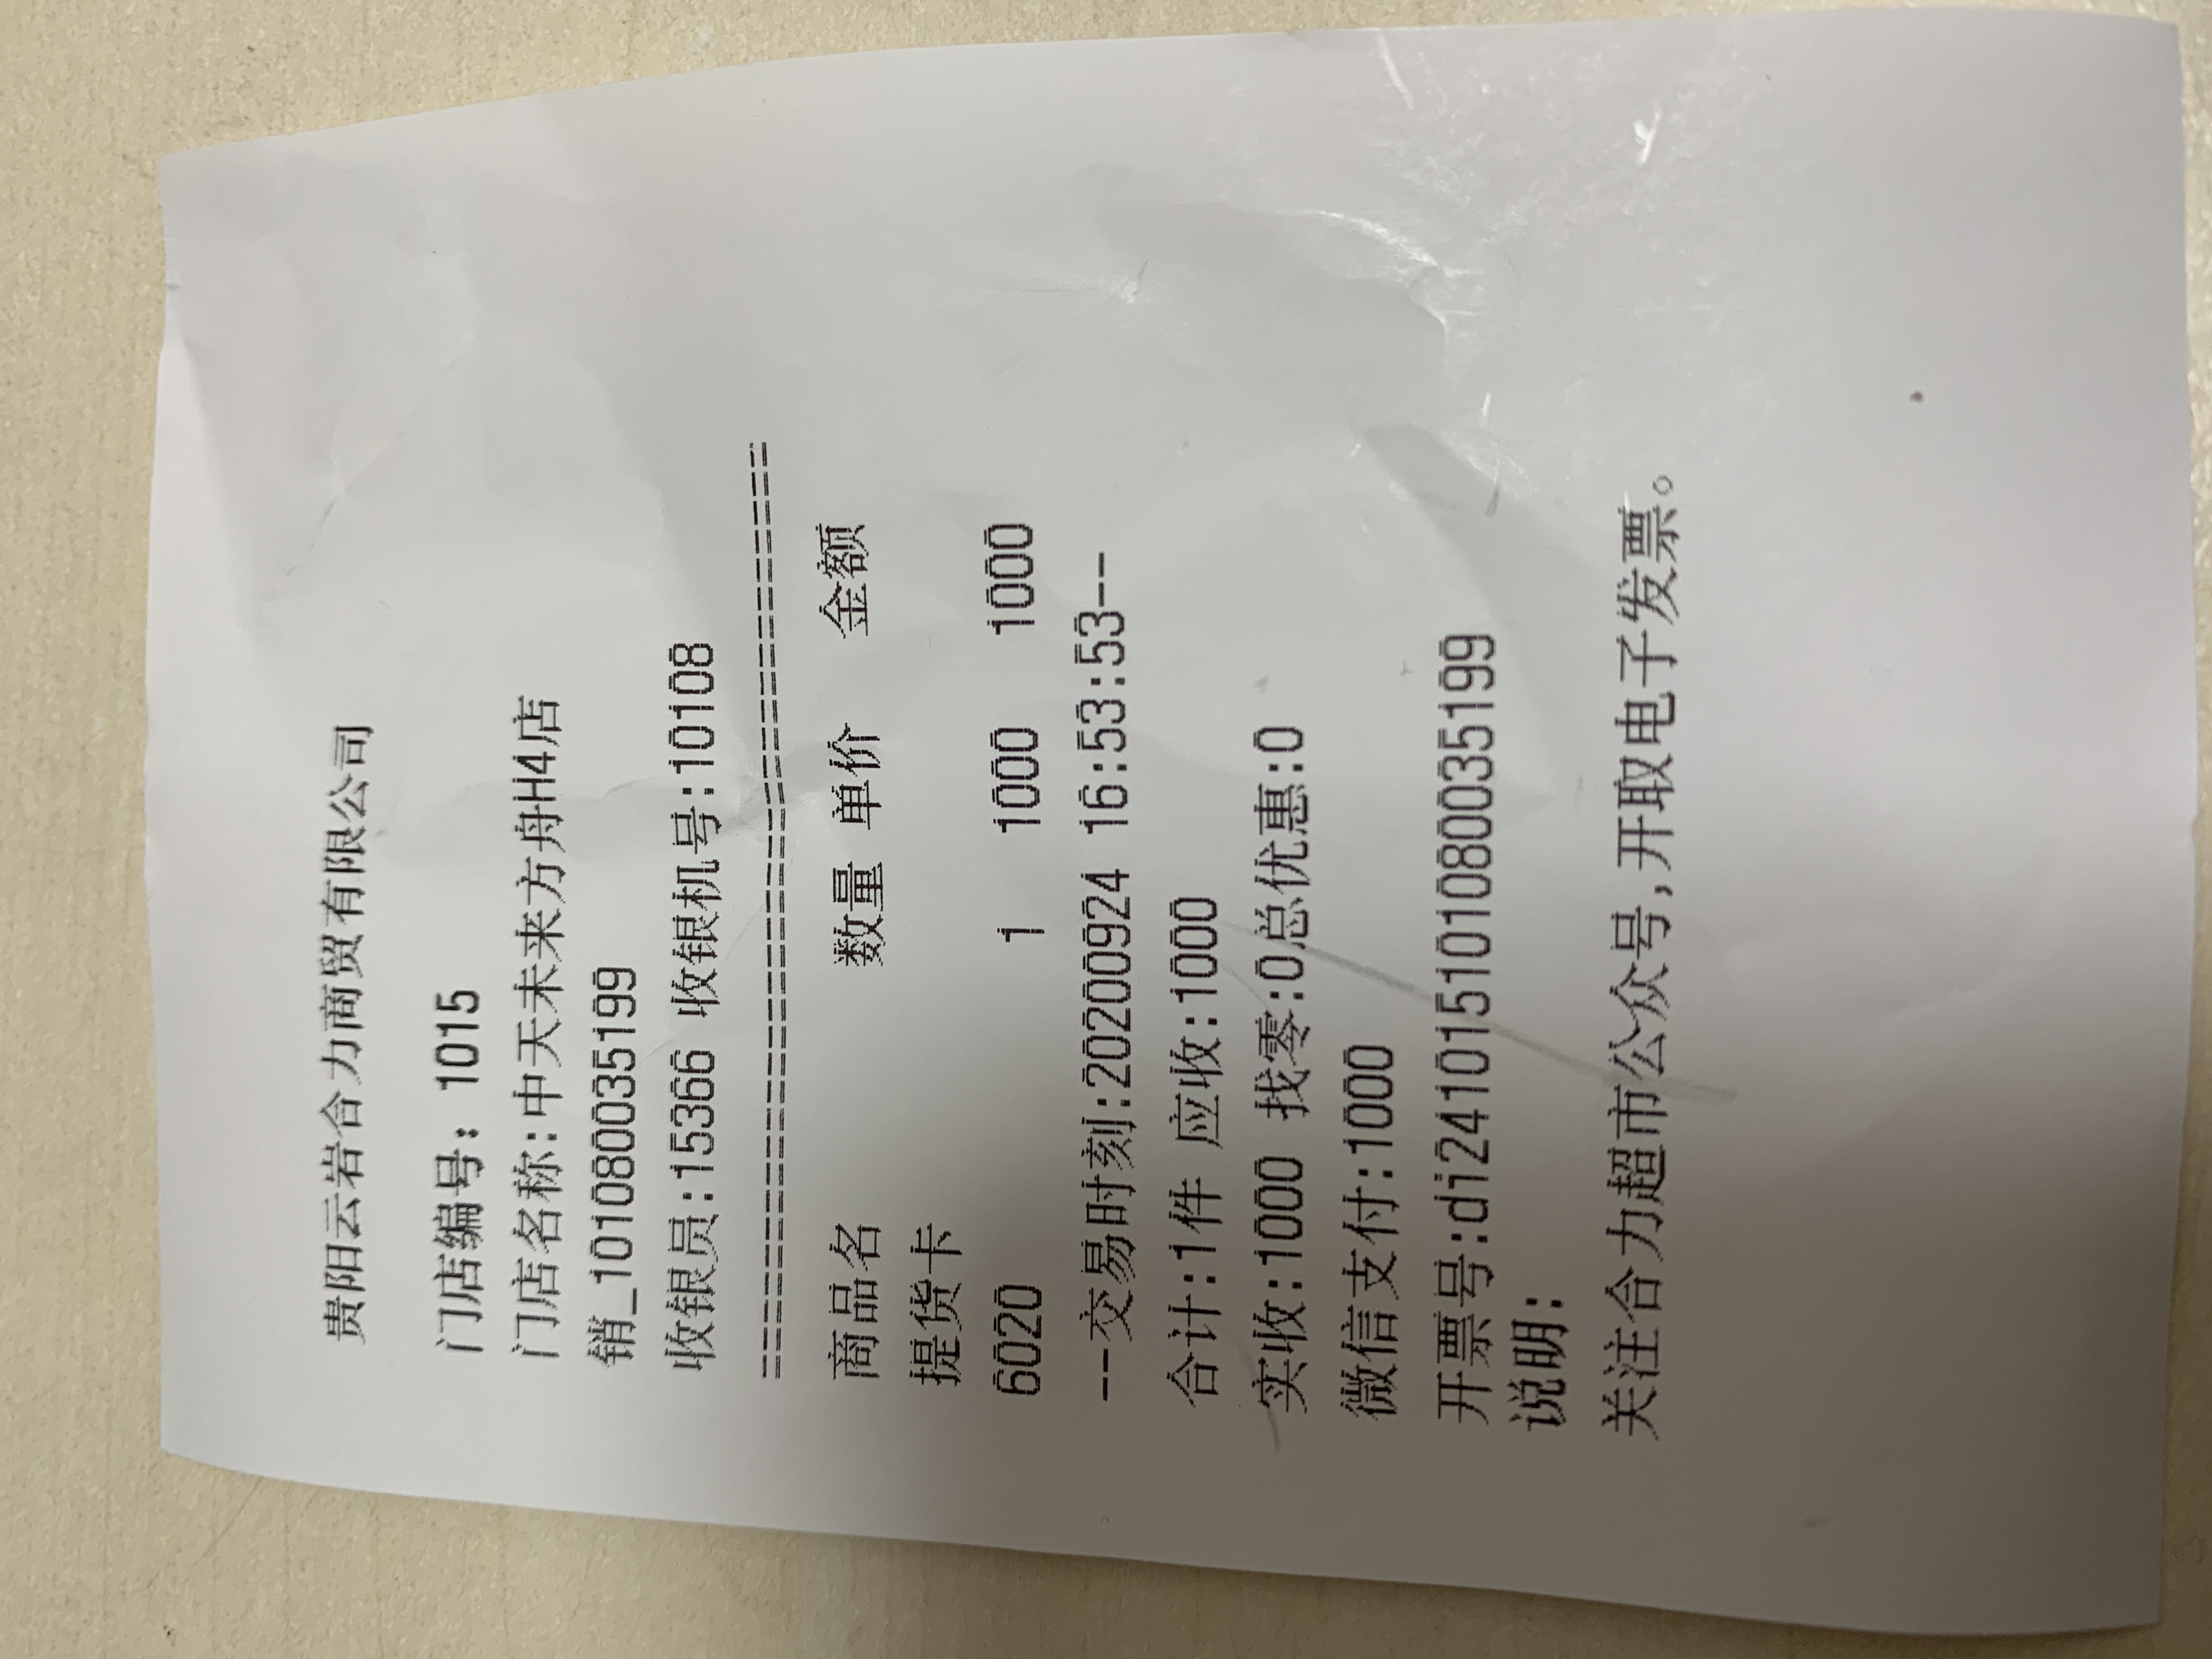 贵阳云岩合力商贸有限公司
门店编号: 1015
门店名称:中天未来方舟H4店
销_101080035199
收银员:15366 收银机号:10108
==========================================
商品名 数量 单价 金额
提货卡
6020 1 1000 1000
--交易时刻:20200924 16:53:53--
合计:1件 应收:1000
实收:1000 找零:0总优惠:0
微信支付:1000
开票号:di241015101080035199
说明:
关注合力超市公众号,开取电子发票。